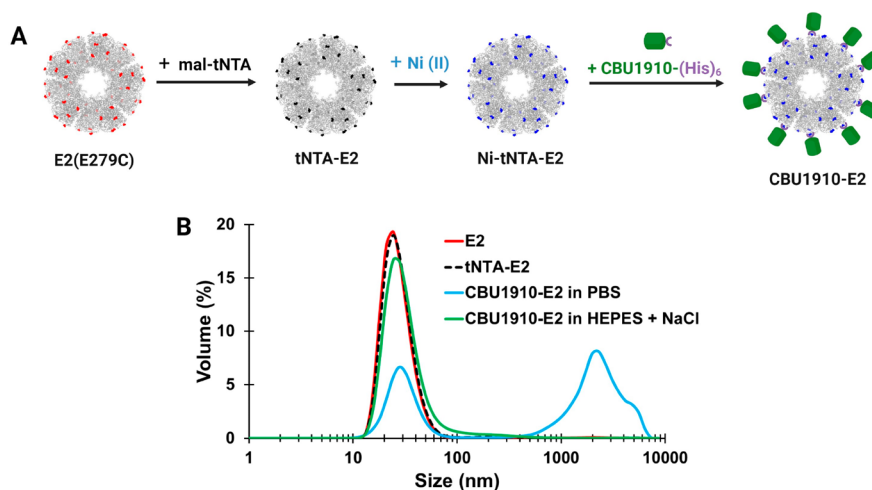 A
+ mal-tNTA
+ Ni (II)
+ CBU1910-(His)6
E2(E279C)
tNTA-E2
Ni-tNTA-E2
CBU1910-E2
B
20
15
10
5
0
Volume (%)
E2
tNTA-E2
CBU1910-E2 in PBS
CBU1910-E2 in HEPES + NaCl
1
10
100
1000
10000
Size (nm)